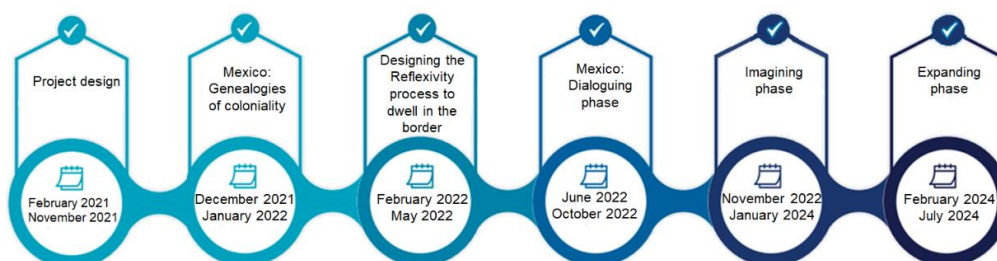 Project design
Mexico:
Genealogies
of coloniality
Designing the
Reflexivity
process to
dwell in the
border
Mexico:
Dialoguing
phase
Imagining
phase
Expanding
phase
February 2021
November 2021
December 2021
January 2022
February 2022
May 2022
June 2022
October 2022
November 2022
January 2024
February 2024
July 2024